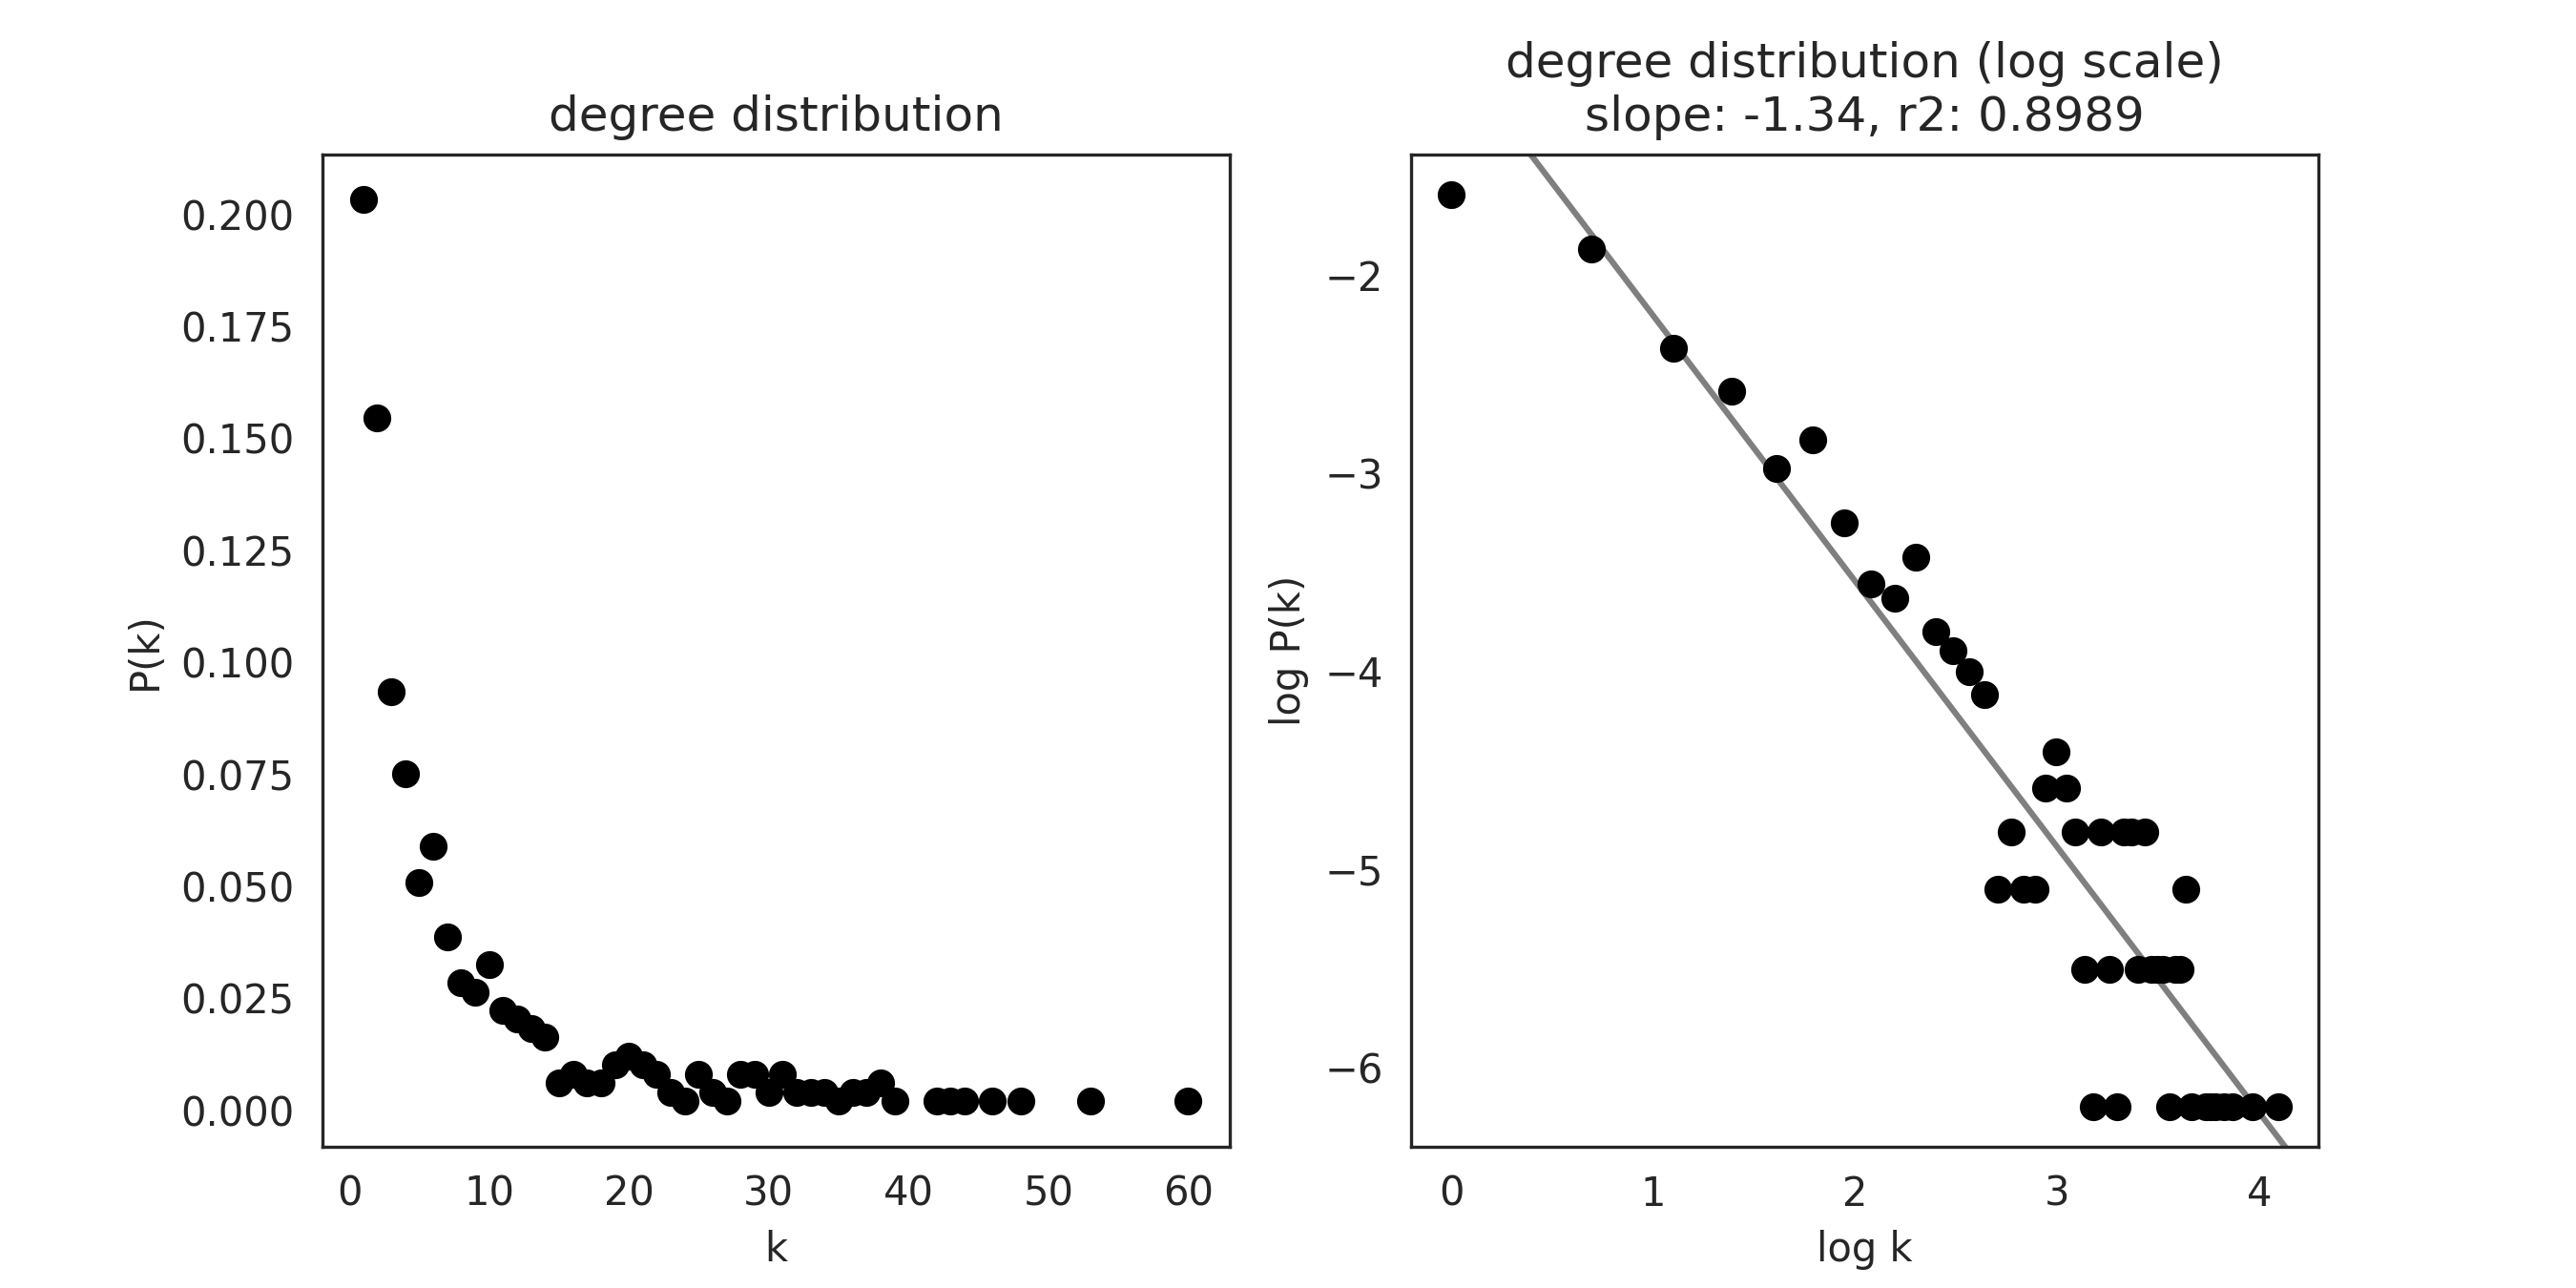 degree distribution
P(k)
0.200
0.175
0.150
0.125
0.100
0.075
0.050
0.025
0.000
0 10 20 30 40 50 60
k
degree distribution (log scale)
slope: -1.34, r2: 0.8989
log P(k)
−2
−3
−4
−5
−6
0 1 2 3 4
log k